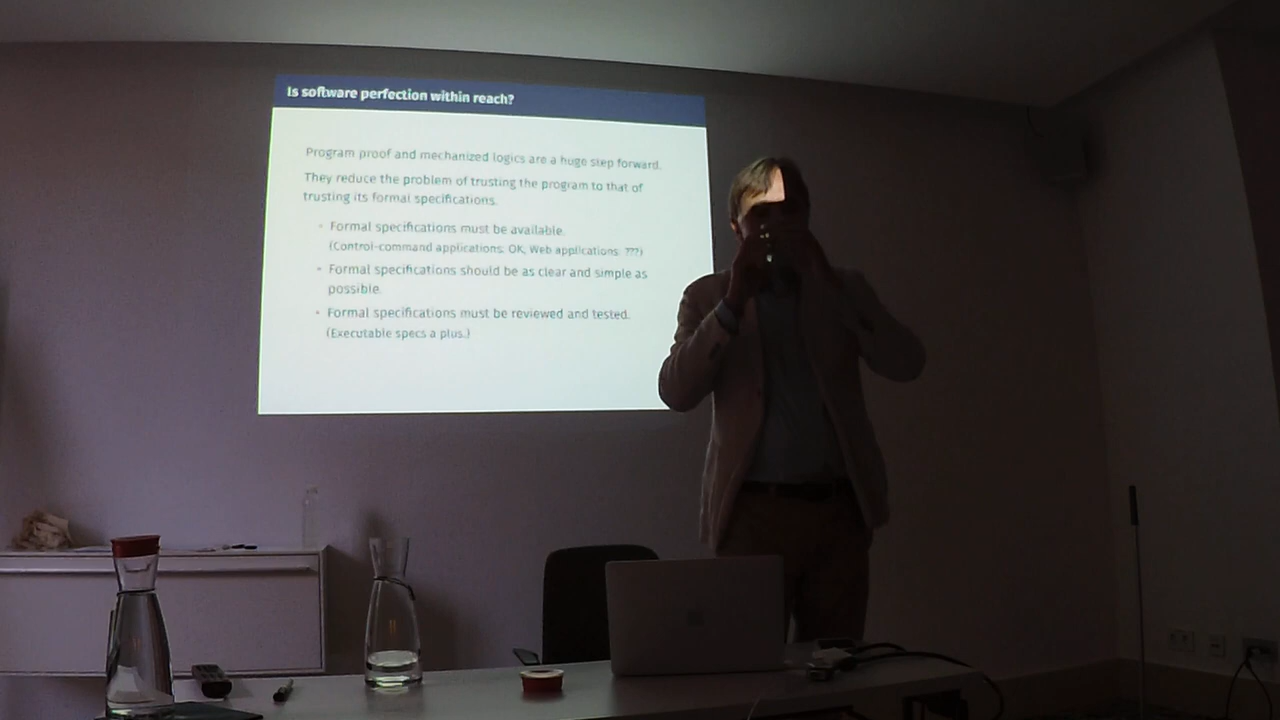 Is software perfection within reach?
Program proof and mechanized logics are a huge step forward.
They reduce the problem of trusting the program to that of
trusting its formal specifications.
• Formal specifications must be available.
(Control-command applications: OK, Web applications: ???)
• Formal specifications should be as clear and simple as
possible.
• Formal specifications must be reviewed and tested.
(Executable specs a plus.)